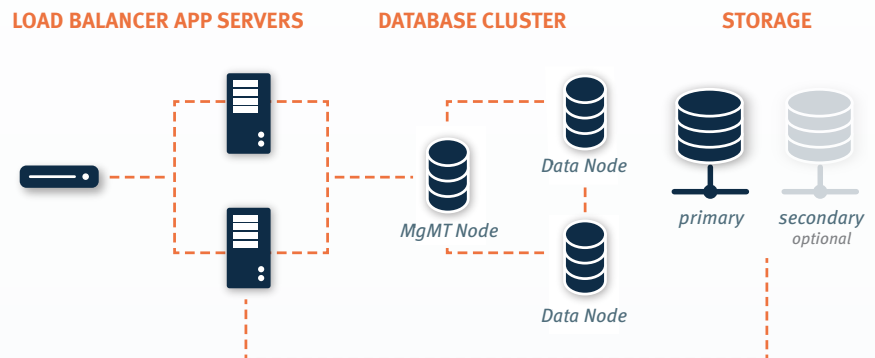 LOAD BALANCER APP SERVERS
DATABASE CLUSTER
STORAGE
Data Node
MgMT Node
Data Node
primary
secondary
optional